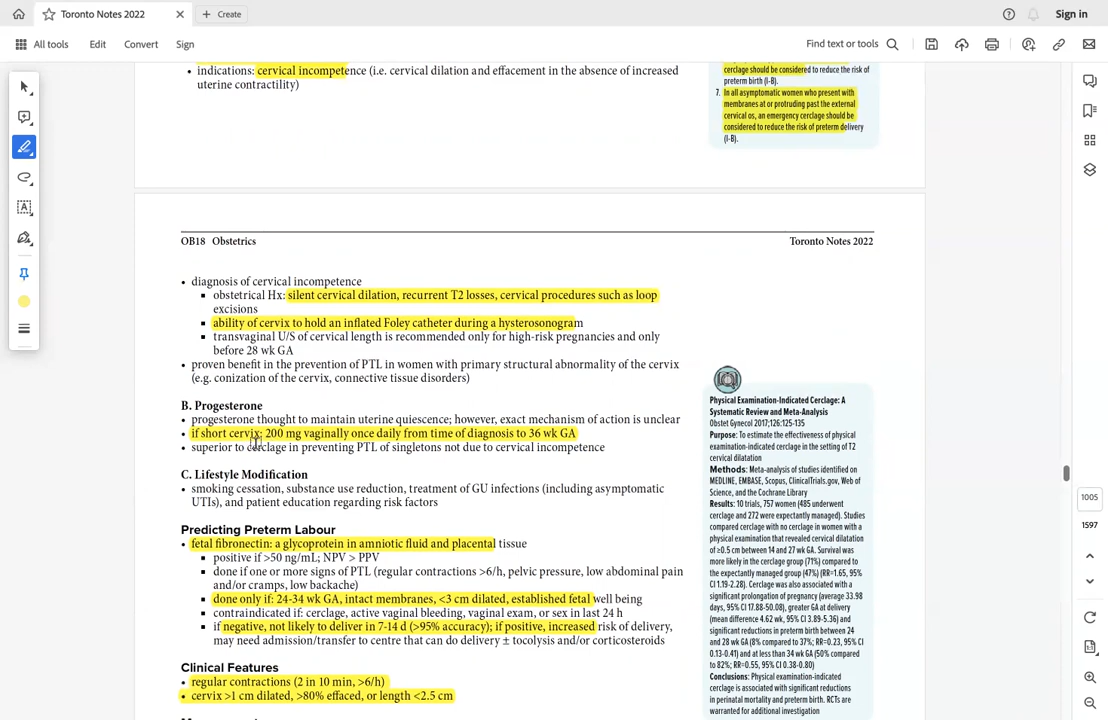 Toronto Notes 2022
Create
Sign in
All tools
Edit
Convert
Sign
Find text or tools
• indications: cervical incompetence (i.e. cervical dilation and effacement in the absence of increased
uterine contractility)
cerclage should be considered to reduce the risk of
preterm birth (I-B).
7. In all asymptomatic women who present with
membranes at or protruding past the external
cervical os, an emergency cerclage should be
considered to reduce the risk of preterm delivery
(I-B).
OB18 Obstetrics
Toronto Notes 2022
• diagnosis of cervical incompetence
▪ obstetrical Hx: silent cervical dilation, recurrent T2 losses, cervical procedures such as loop
excisions
▪ ability of cervix to hold an inflated Foley catheter during a hysterosonogram
▪ transvaginal U/S of cervical length is recommended only for high-risk pregnancies and only
before 28 wk GA
• proven benefit in the prevention of PTL in women with primary structural abnormality of the cervix
(e.g. conization of the cervix, connective tissue disorders)
B. Progesterone
• progesterone thought to maintain uterine quiescence; however, exact mechanism of action is unclear
• if short cervix: 200 mg vaginally once daily from time of diagnosis to 36 wk GA
• superior to cerclage in preventing PTL of singletons not due to cervical incompetence
C. Lifestyle Modification
• smoking cessation, substance use reduction, treatment of GU infections (including asymptomatic
UTIs), and patient education regarding risk factors
Predicting Preterm Labour
• fetal fibronectin: a glycoprotein in amniotic fluid and placental tissue
▪ positive if >50 ng/mL; NPV > PPV
▪ done if one or more signs of PTL (regular contractions >6/h, pelvic pressure, low abdominal pain
and/or cramps, low backache)
▪ done only if: 24-34 wk GA, intact membranes, <3 cm dilated, established fetal well being
▪ contraindicated if: cerclage, active vaginal bleeding, vaginal exam, or sex in last 24 h
▪ if negative, not likely to deliver in 7-14 d (>95% accuracy); if positive, increased risk of delivery,
may need admission/transfer to centre that can do delivery ± tocolysis and/or corticosteroids
Clinical Features
• regular contractions (2 in 10 min, >6/h)
• cervix >1 cm dilated, >80% effaced, or length <2.5 cm
Physical Examination-Indicated Cerclage: A
Systematic Review and Meta-Analysis
Obstet Gynecol 2017;126:125-135
Purpose: To estimate the effectiveness of physical
examination-indicated cerclage in the setting of T2
cervical dilatation
Methods: Meta-analysis of studies identified on
MEDLINE, EMBASE, Scopus, ClinicalTrials.gov, Web of
Science, and the Cochrane Library
Results: 10 trials, 757 women (485 underwent
cerclage and 272 were expectantly managed). Studies
compared cerclage with no cerclage in women with a
physical examination that revealed cervical dilatation
of ≥0.5 cm between 14 and 27 wk GA. Survival was
more likely in the cerclage group (71%) compared to
the expectantly managed group (47%) (RR=1.65, 95%
CI 1.19-2.28). Cerclage was also associated with a
significant prolongation of pregnancy (average 33.98
days, 95% CI 17.88-50.08), greater GA at delivery
(mean difference 4.62 wk, 95% CI 3.89-5.36) and
significant reductions in preterm birth between 24
and 28 wk GA (8% compared to 37%; RR=0.23, 95% CI
0.13-0.41) and at less than 34 wk GA (50% compared
to 82%; RR=0.55, 95% CI 0.38-0.80)
Conclusions: Physical examination-indicated
cerclage is associated with significant reductions
in perinatal mortality and preterm birth. RCTs are
warranted for additional investigation
1005
1597